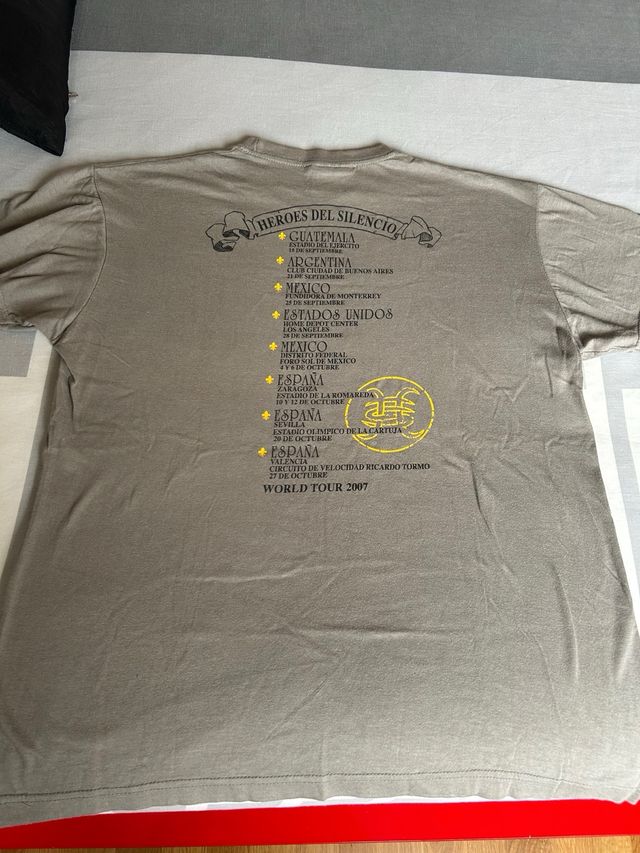 HEROES DEL SILENCIO
GUATEMALA
ESTADIO DEL EJERCITO
18 DE SEPTIEMBRE
ARGENTINA
CLUB CIUDAD DE BUENOS AIRES
21 DE SEPTIEMBRE
MEXICO
FUNDIDORA DE MONTERREY
25 DE SEPTIEMBRE
ESTADOS UNIDOS
HOME DEPOT CENTER
LOS ANGELES
28 DE SEPTIEMBRE
MEXICO
DISTRITO FEDERAL
FORO SOL DE MEXICO
4 Y 6 DE OCTUBRE
ESPAÑA
ZARAGOZA
ESTADIO DE LA ROMAREDA
10 Y 12 DE OCTUBRE
ESPAÑA
SEVILLA
ESTADIO OLIMPICO DE LA CARTUJA
20 DE OCTUBRE
ESPAÑA
VALENCIA
CIRCUITO DE VELOCIDAD RICARDO TORMO
27 DE OCTUBRE
WORLD TOUR 2007